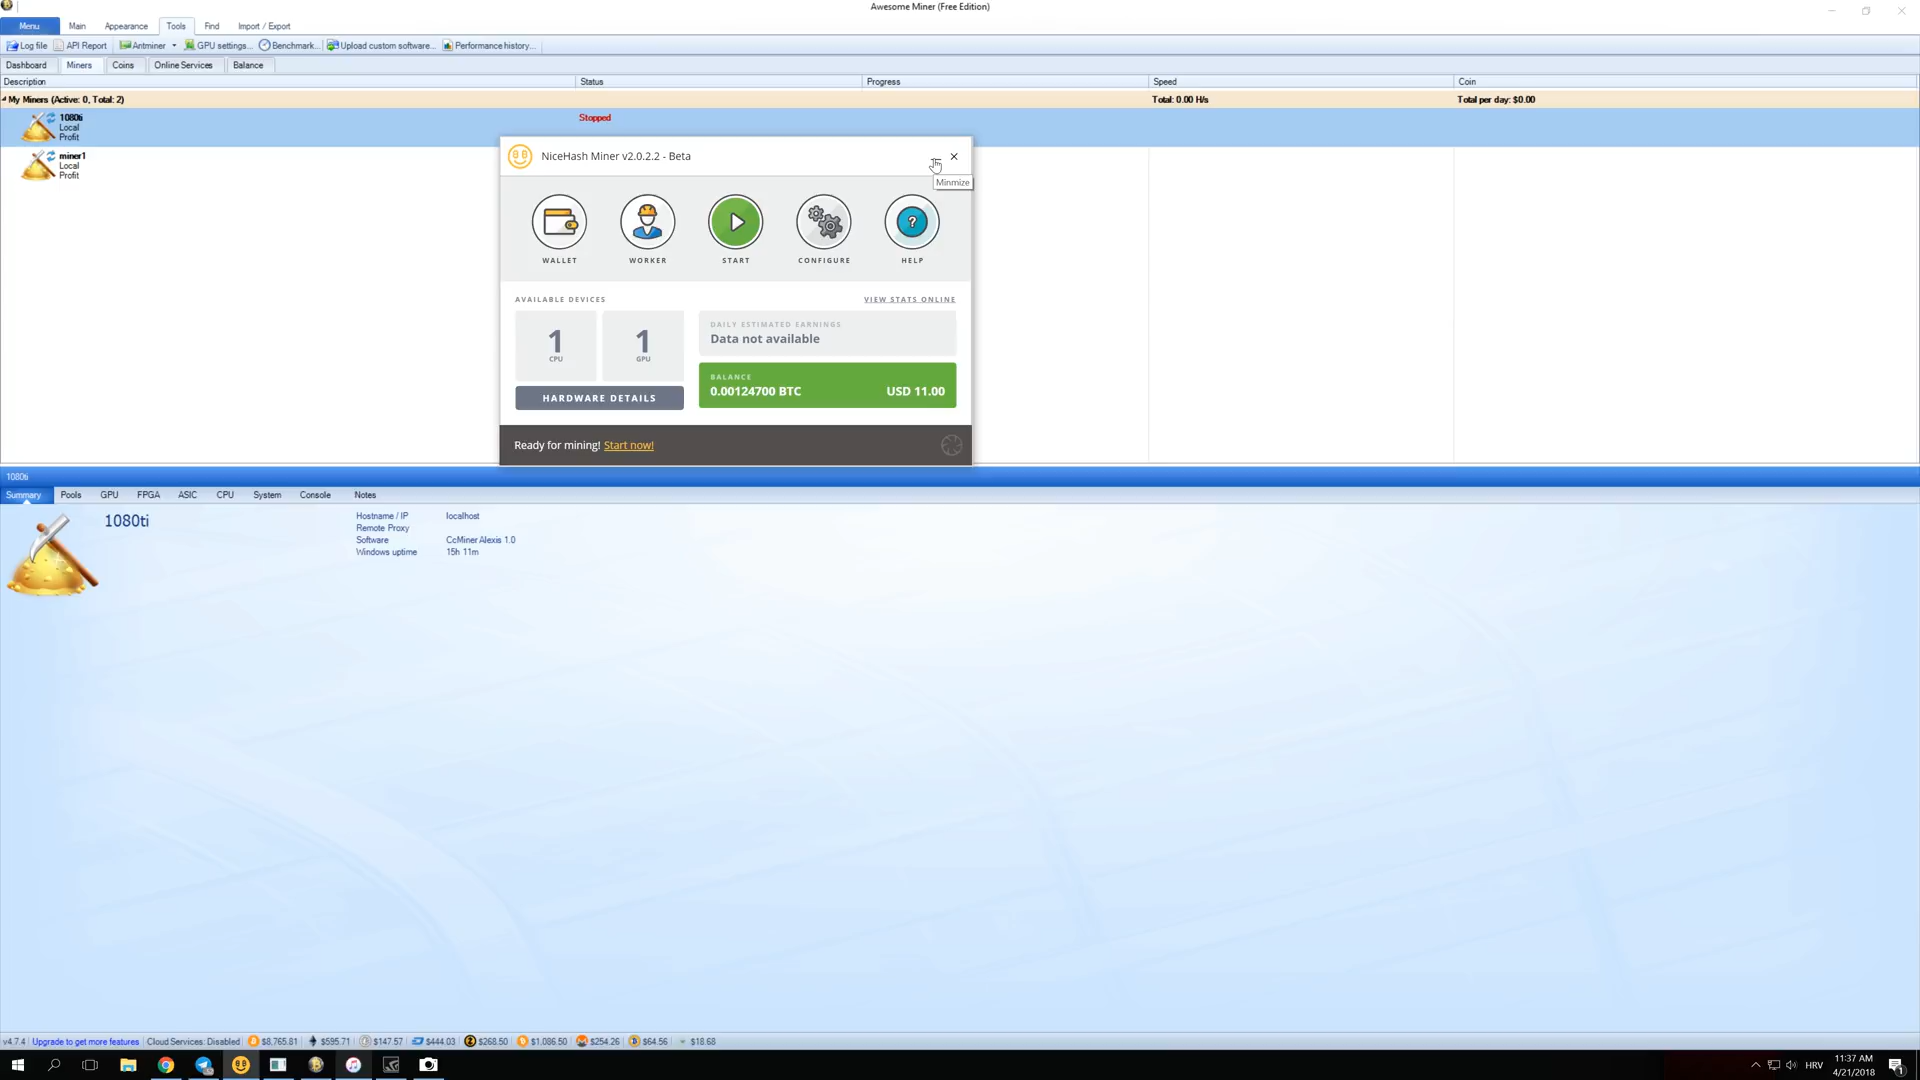 Awesome Miner (Free Edition)
Menu Main Appearance Tools Find Import / Export
Log file API Report Antminer GPU settings... Benchmark... Upload custom software... Performance history...
Dashboard Miners Coins Online Services Balance
Description Status Progress Speed Coin
My Miners (Active: 0, Total: 2) Total: 0.00 H/s Total per day: $0.00
1080ti Stopped
Local
Profit
miner1
Local
Profit
NiceHash Miner v2.0.2.2 - Beta
Minmize
WALLET WORKER START CONFIGURE HELP
AVAILABLE DEVICES VIEW STATS ONLINE
1 1
CPU GPU
DAILY ESTIMATED EARNINGS
Data not available
BALANCE
0.00124700 BTC USD 11.00
HARDWARE DETAILS
Ready for mining! Start now!
1080ti
Summary Pools GPU FPGA ASIC CPU System Console Notes
1080ti
Hostname / IP localhost
Remote Proxy
Software CcMiner Alexis 1.0
Windows uptime 15h 11m
v4.7.4 Upgrade to get more features Cloud Services: Disabled $8,765.81 $595.71 $147.57 $444.03 $268.50 $1,086.50 $254.26 $64.56 $18.68
HRV 11:37 AM
4/21/2018
1